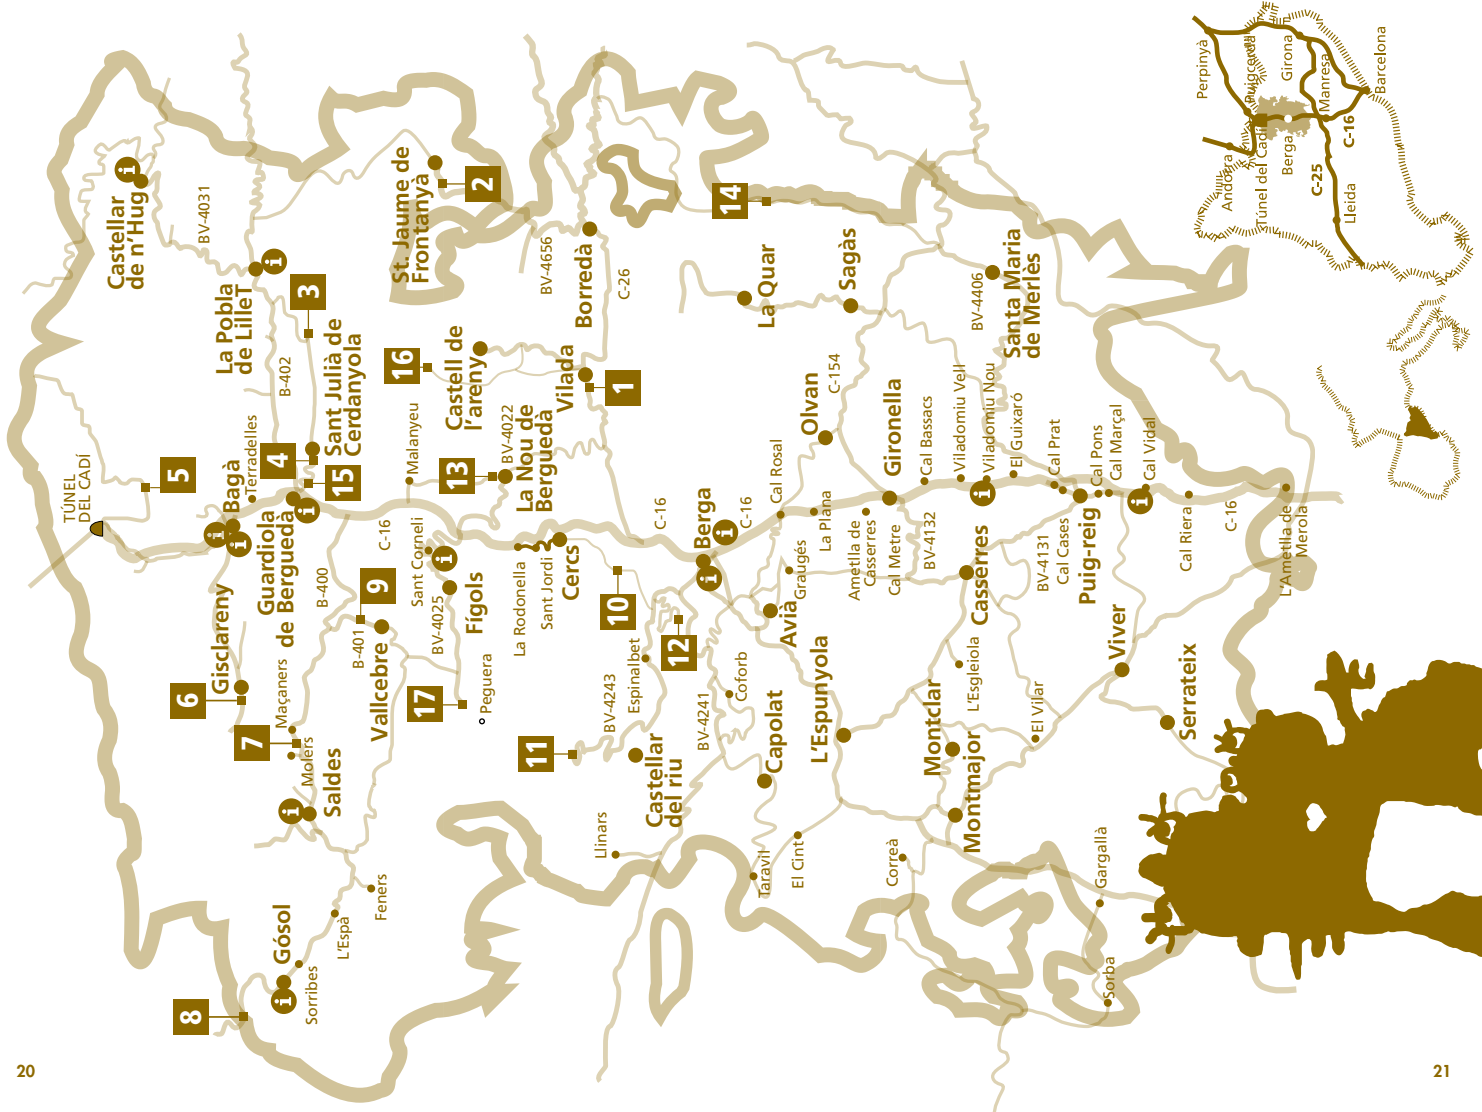 Castellar
de n'Hug
BV-4031
La Pobla
de LilleT
3
B-402
Sant Julià de
Cerdanyola
4
15
Terradelles
Bagà
5
TÚNEL
DEL CADÍ
Guardiola
de Berguedà
Gisclareny
B-400
C-16
6
7
Maçaners
Molers
Saldes
8
Gósol
Sorribes
L'Espà
Feners
9
B-401
Vallcebre
St. Jaume de
Frontanyà
2
16
Castell de
l'areny
Malanyeu
13
BV-4022
La Nou de
Berguedà
Vilada
1
BV-4656
Borredà
C-26
Sant Corneli
BV-4025
Fígols
17
Peguera
La Rodonella
Sant Jordi
Cercs
10
11
12
Espinalbet
BV-4243
Castellar
del riu
Llinars
C-16
Berga
C-16
BV-4241
Coforb
Capolat
Taravil
El Cint
Avià
Graugés
L'Espunyola
14
La Quar
Sagàs
Olvan
C-154
Cal Rosal
La Plana
Ametlla de
Casserres
Cal Metre
Gironella
Cal Bassacs
BV-4132
Viladomiu Vell
Viladomiu Nou
El Guixaró
Casserres
BV-4406
Santa Maria
de Merlès
L'Esgleiola
Montclar
Montmajor
Correà
El Vilar
Cal Prat
BV-4131
Cal Cases
Puig-reig
Cal Pons
Cal Marçal
Cal Vidal
Viver
Serrateix
Gargallà
Sorba
Cal Riera
C-16
L'Ametlla de
Merola
Perpinyà
Puigcerdà
Girona
Manresa
Barcelona
Andorra
Túnel del Cadí
Berga
C-16
C-25
Lleida
20
21